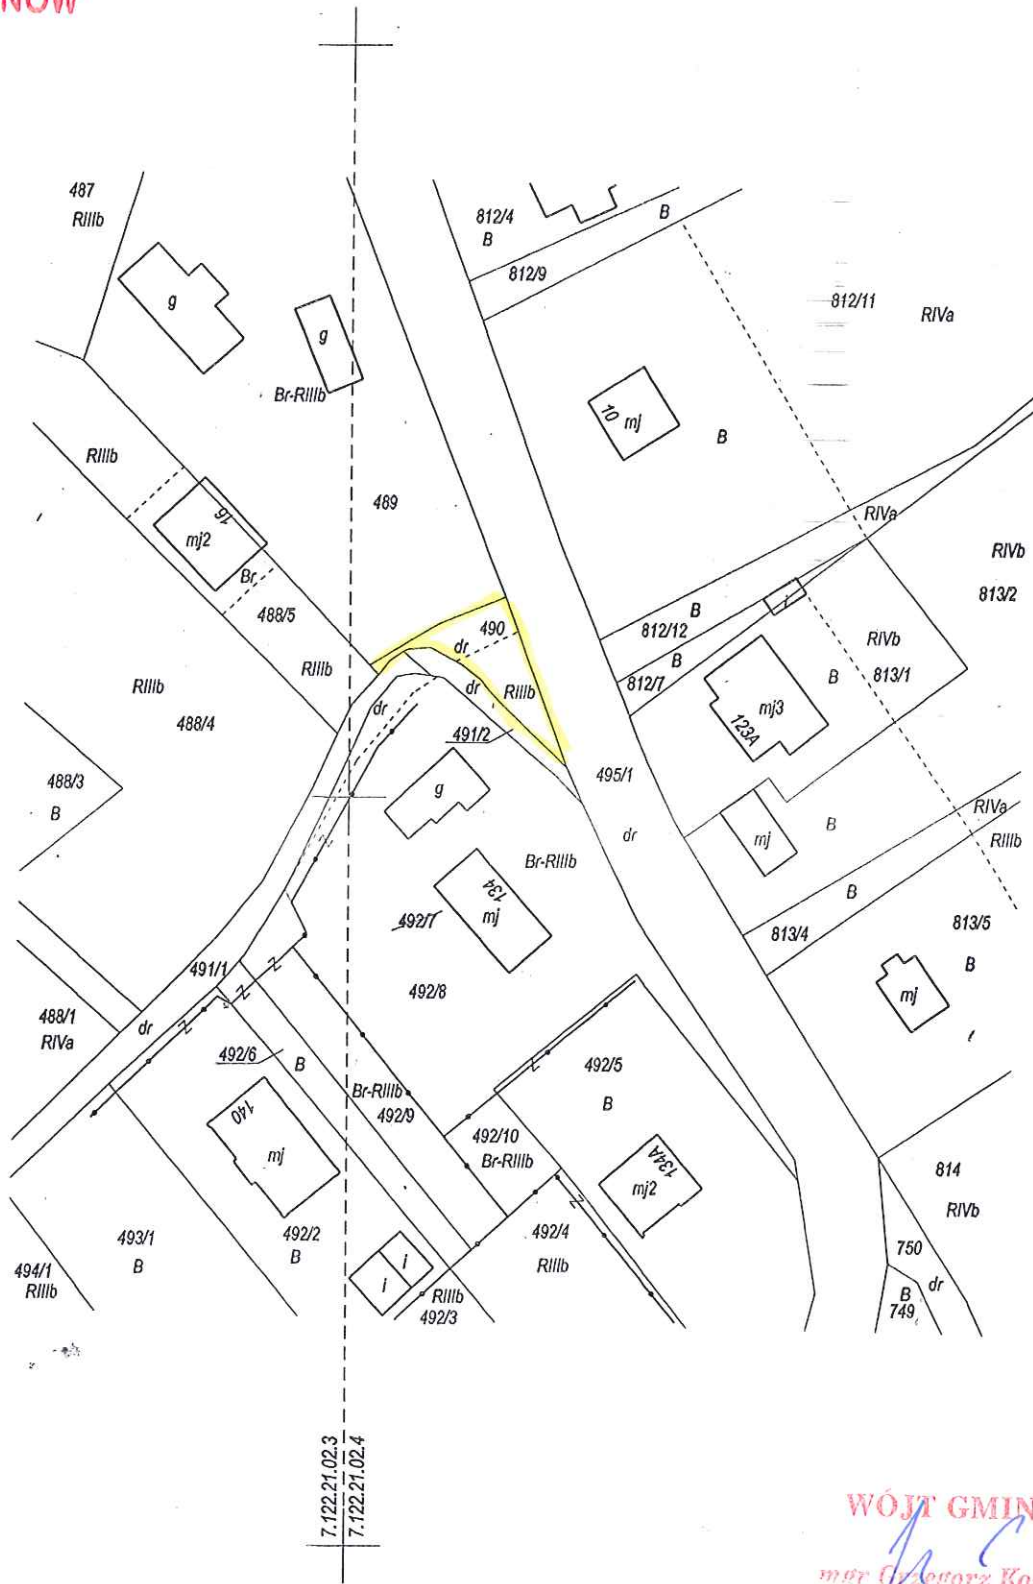 NÓW
487
RIIIb
812/4
B
B
812/9
812/11
RIVa
g
g
Br-RIIIb
10
mj
B
RIIIb
489
16
mj2
Br
488/5
RIVa
RIVb
813/2
490
dr
B
812/12
B
812/7
RIVb
813/1
B
i
RIIIb
dr
RIIIb
dr
RIIIb
488/4
491/2
mj3
123A
488/3
B
g
495/1
dr
mj
B
RIVa
RIIIb
Br-RIIIb
134
mj
492/7
B
813/4
813/5
B
491/1
492/8
mj
488/1
RIVa
dr
492/6
B
492/5
B
Br-RIIIb
492/9
140
mj
492/10
Br-RIIIb
134A
mj2
814
RIVb
493/1
B
492/2
B
492/4
RIIIb
494/1
RIIIb
i
i
RIIIb
492/3
750
dr
B
749
7.122.21.02.3
7.122.21.02.4
WÓJT GMIN
mgr Grzegorz Ko